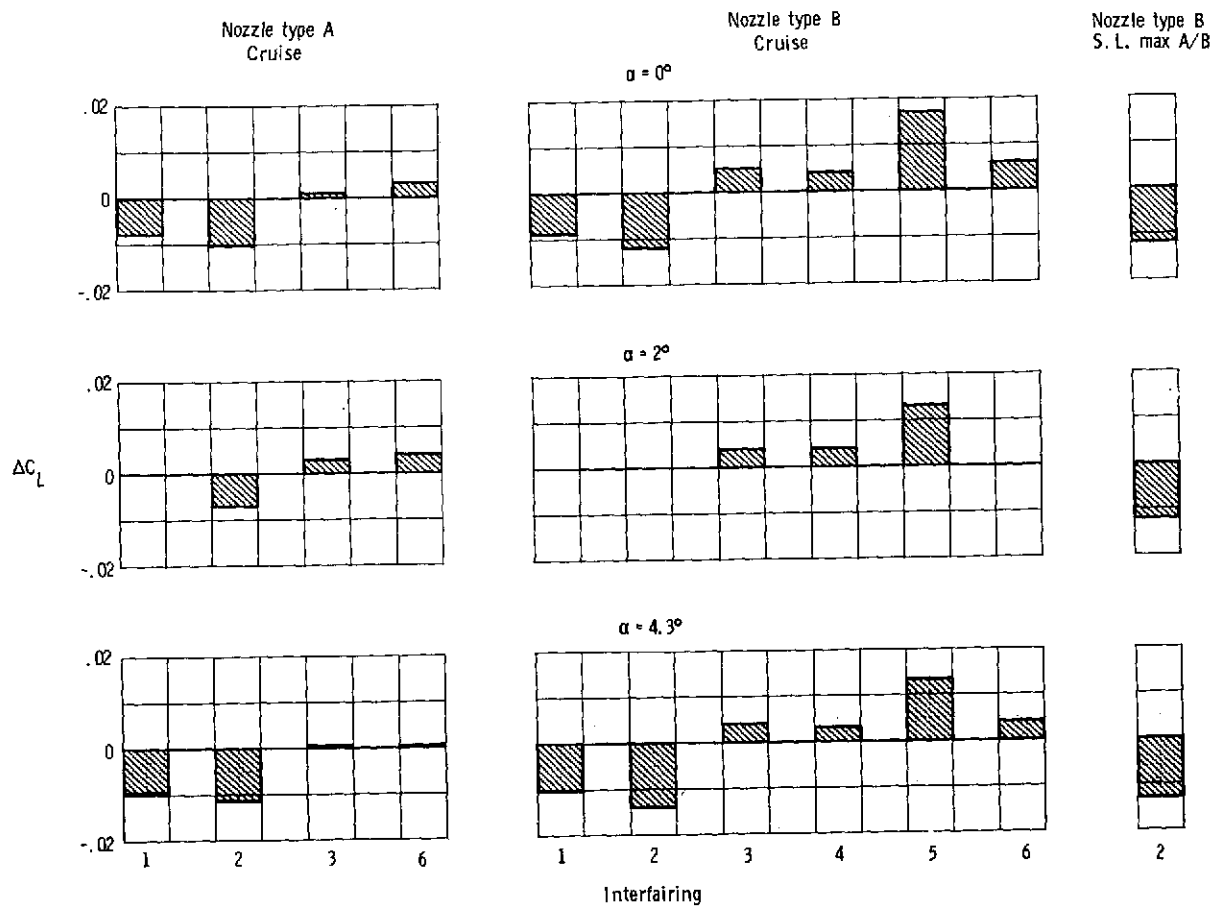 Nozzle type A
Cruise
Nozzle type B
Cruise
Nozzle type B
S. L. max A/B
α = 0°
.02
0
-.02
α = 2°
.02
ΔC_L
0
-.02
α = 4.3°
.02
0
-.02
1 2 3 6 1 2 3 4 5 6 2
Interfairing